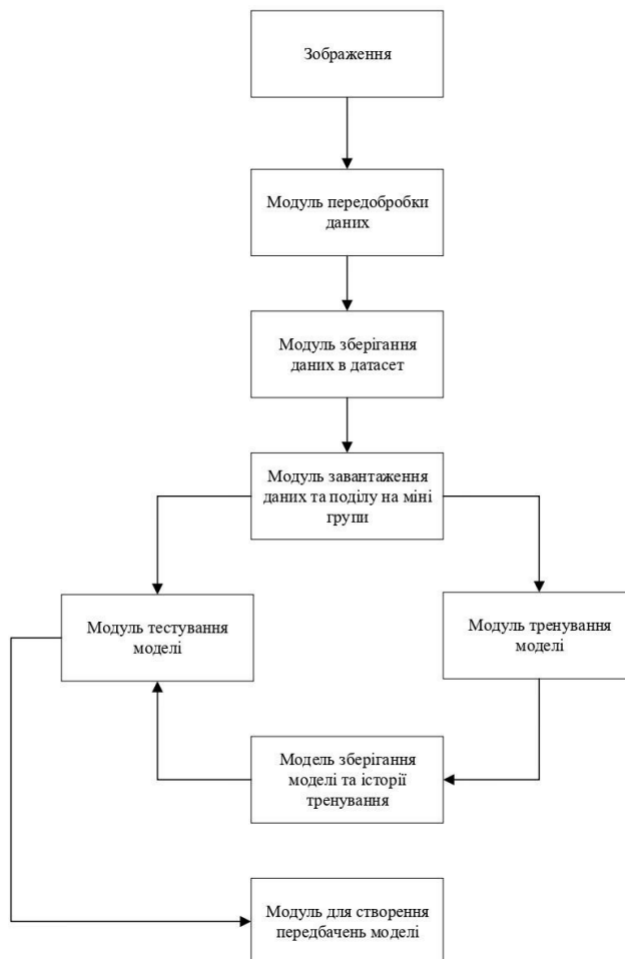 Зображення
Модуль передобробки
даних
Модуль зберігання
даних в датасет
Модуль завантаження
даних та поділу на міні
групи
Модуль тестування
моделі
Модуль тренування
моделі
Модель зберігання
моделі та історії
тренування
Модуль для створення
передбачень моделі